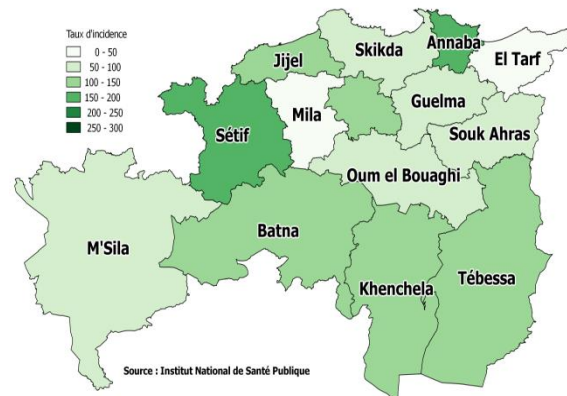 Taux d'incidence
0 - 50
50 - 100
100 - 150
150 - 200
200 - 250
250 - 300
Skikda
Annaba
El Tarf
Jijel
Guelma
Mila
Sétif
Souk Ahras
Oum el Bouaghi
Batna
M'Sila
Khenchela
Tébessa
Source : Institut National de Santé Publique